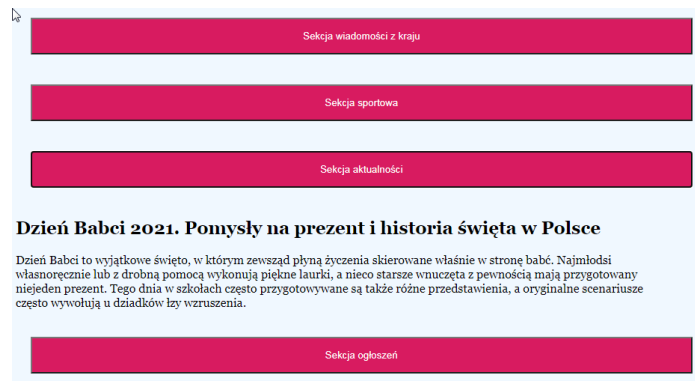 Sekcja wiadomości z kraju
Sekcja sportowa
Sekcja aktualności
Dzień Babci 2021. Pomysły na prezent i historia święta w Polsce
Dzień Babci to wyjątkowe święto, w którym zewsząd płyną życzenia skierowane właśnie w stronę babć. Najmłodsi
własnoręcznie lub z drobną pomocą wykonują piękne laurki, a nieco starsze wnuczęta z pewnością mają przygotowany
niejeden prezent. Tego dnia w szkołach często przygotowywane są także różne przedstawienia, a oryginalne scenariusze
często wywołują u dziadków łzy wzruszenia.
Sekcja ogłoszeń